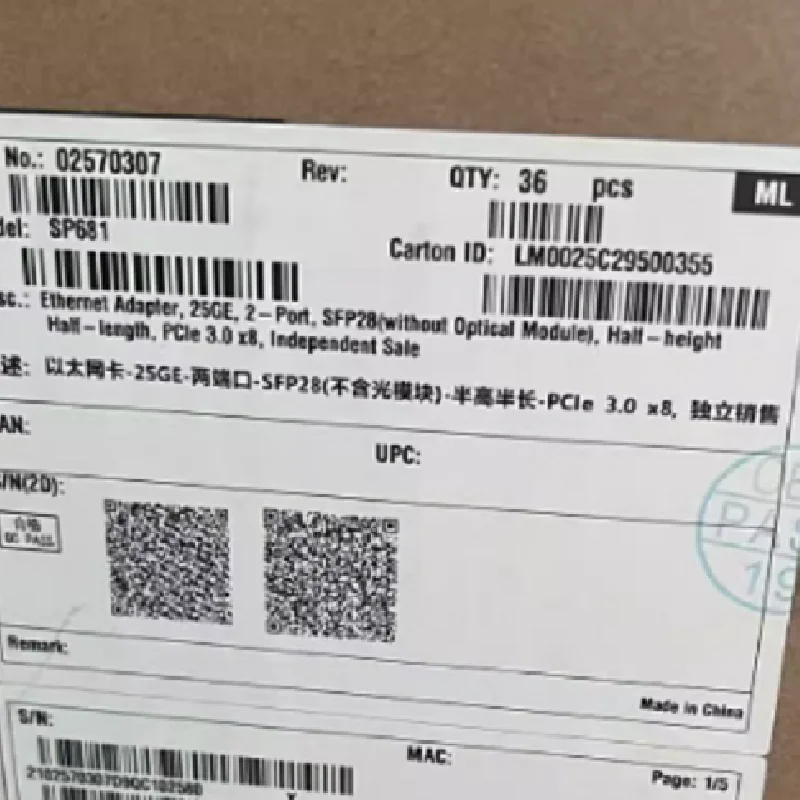 No.: 02570307
Rev:
QTY: 36 pcs
ML
del: SP681
Carton ID: LM0025C29500355
sc.: Ethernet Adapter, 25GE, 2-Port, SFP28(without Optical Module), Half-height
Half-length, PCIe 3.0 x8, Independent Sale
述: 以太网卡-25GE-两端口-SFP28(不含光模块)-半高半长-PCIe 3.0 x8, 独立销售
AN:
UPC:
/N(2D):
合格
QC PASS
PAS
19
Remark:
Made in China
S/N:
MAC:
Page: 1/5